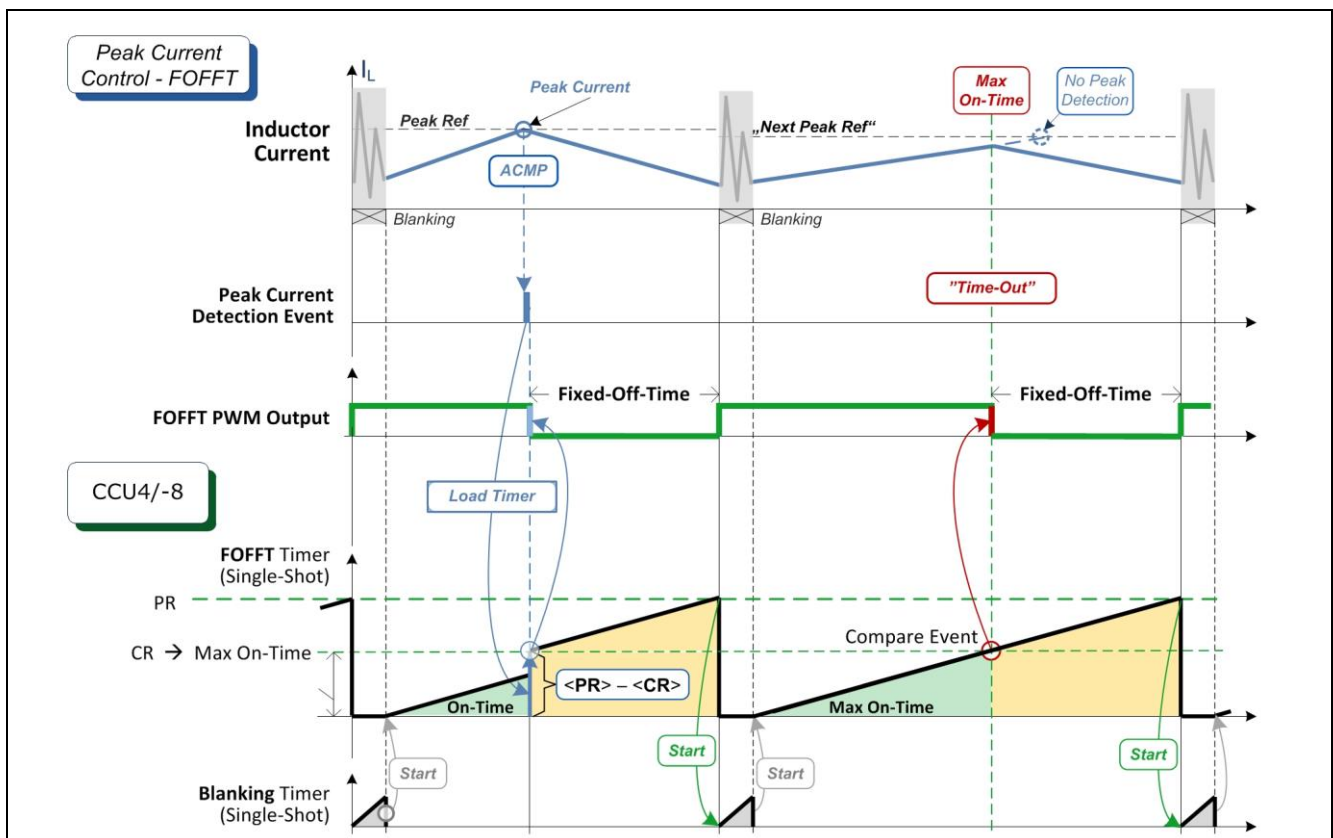 Peak Current
Control - FOFFT
IL
Inductor
Current
Peak Ref
Peak Current
ACMP
Max
On-Time
No Peak
Detection
„Next Peak Ref“
Blanking
Blanking
Peak Current
Detection Event
”Time-Out”
FOFFT PWM Output
Fixed-Off-Time
Fixed-Off-Time
CCU4/-8
Load Timer
FOFFT Timer
(Single-Shot)
PR
CR → Max On-Time
Compare Event
<PR> – <CR>
On-Time
Max On-Time
Start
Start
Start
Start
Blanking Timer
(Single-Shot)